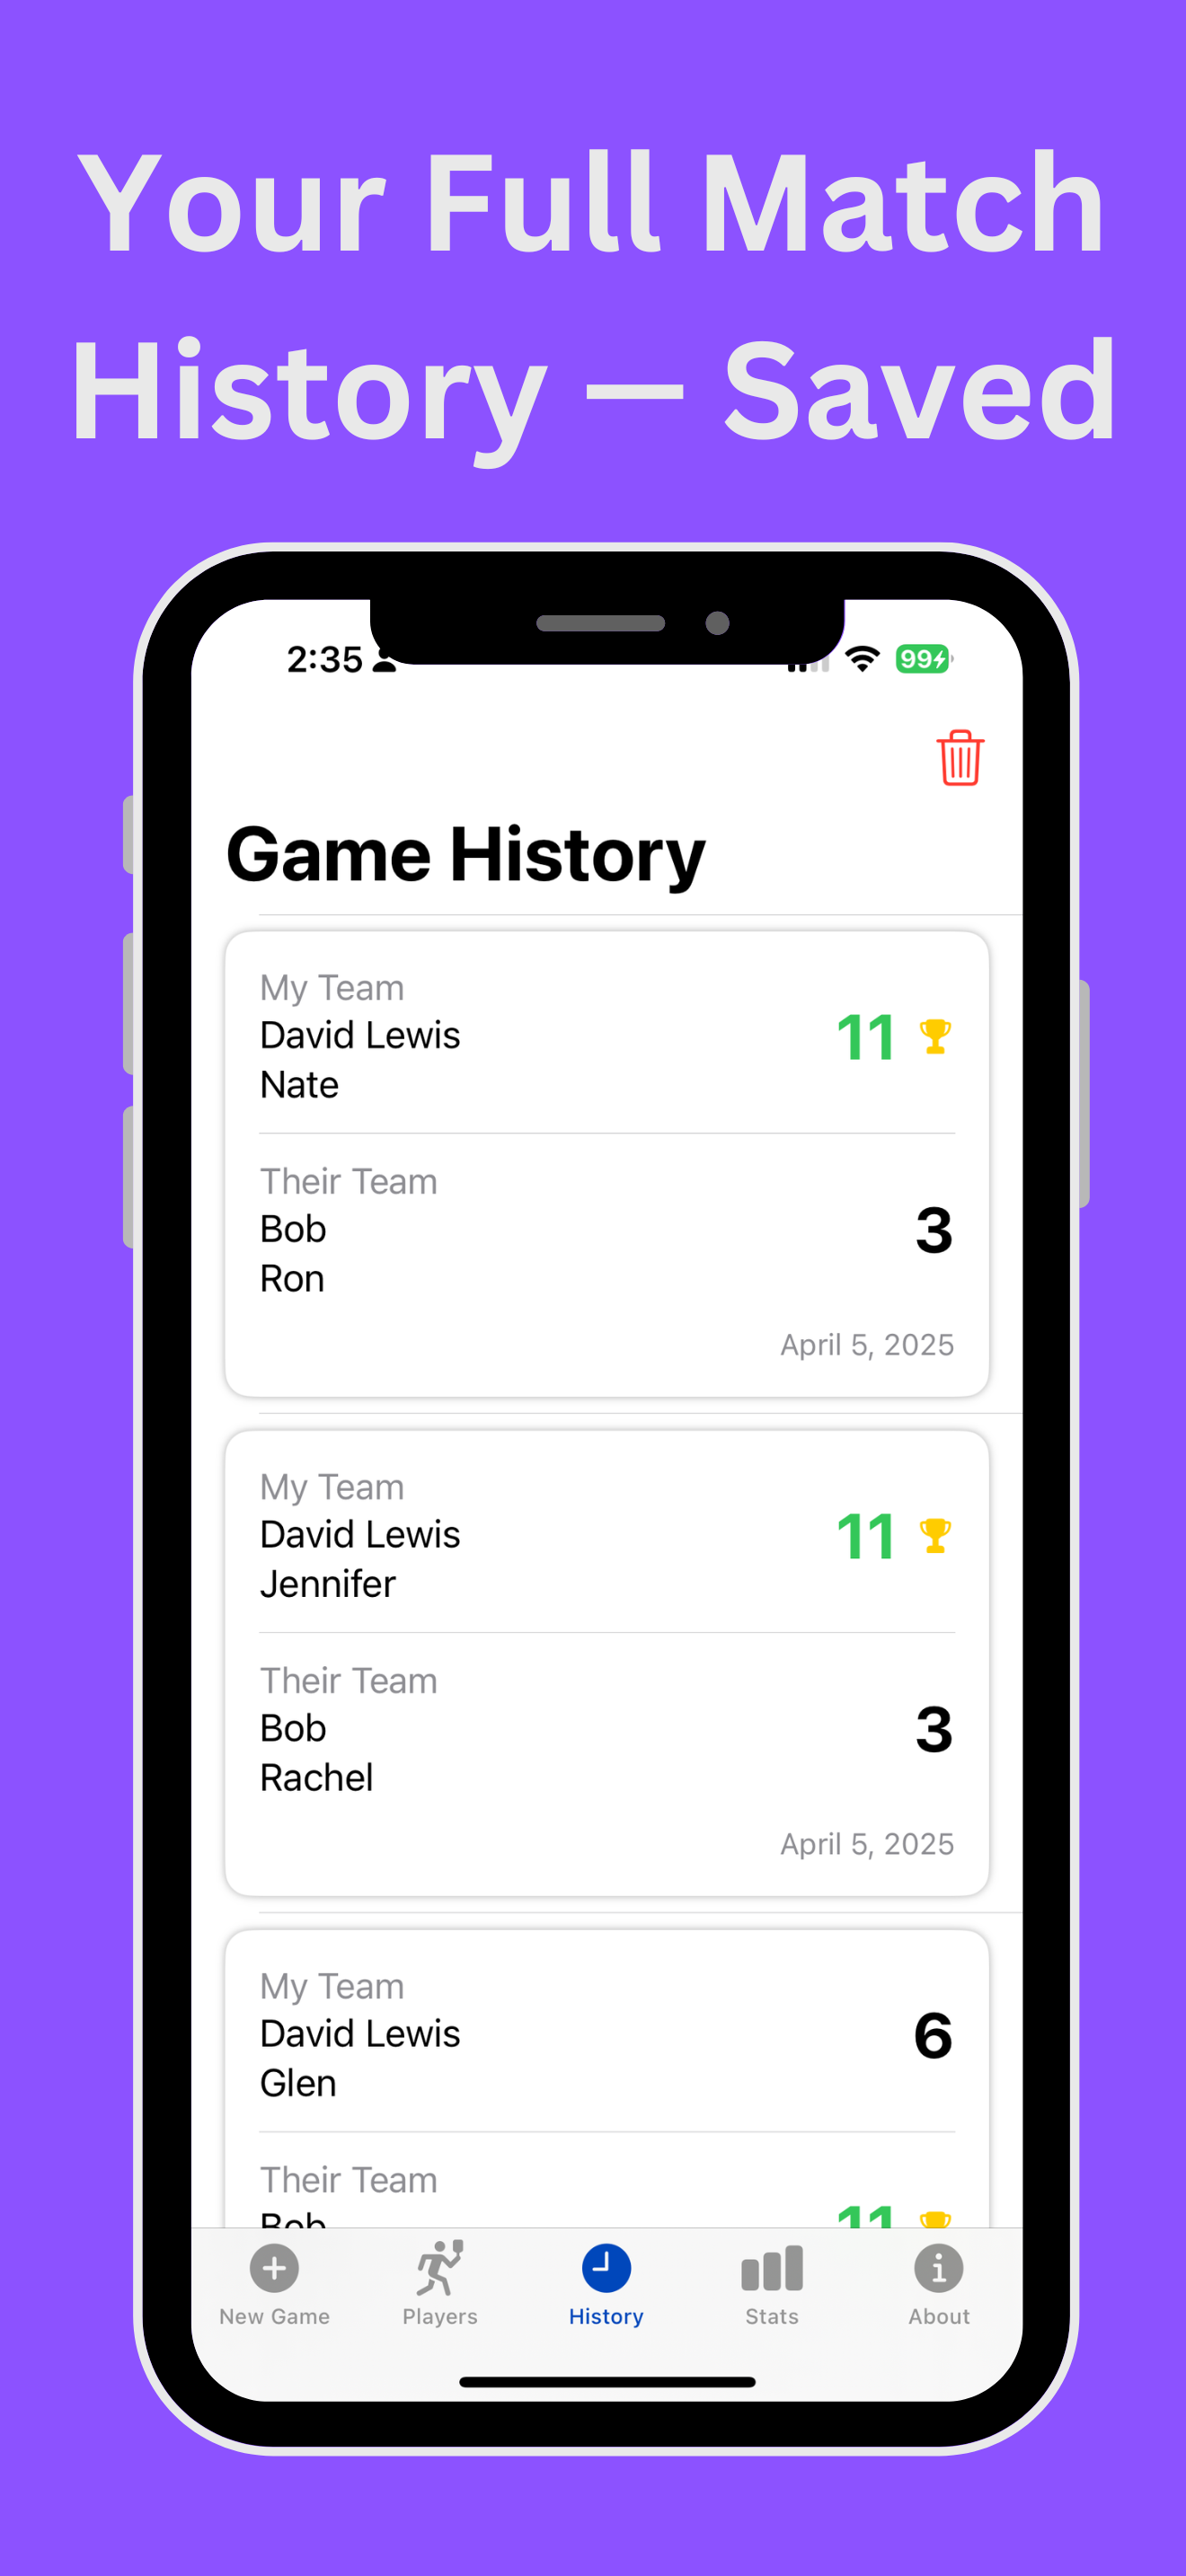 Your Full Match
History — Saved
2:35
99
Game History
My Team
David Lewis
Nate
11
Their Team
Bob
Ron
3
April 5, 2025
My Team
David Lewis
Jennifer
11
Their Team
Bob
Rachel
3
April 5, 2025
My Team
David Lewis
Glen
6
Their Team
Bob
11
New Game
Players
History
Stats
About